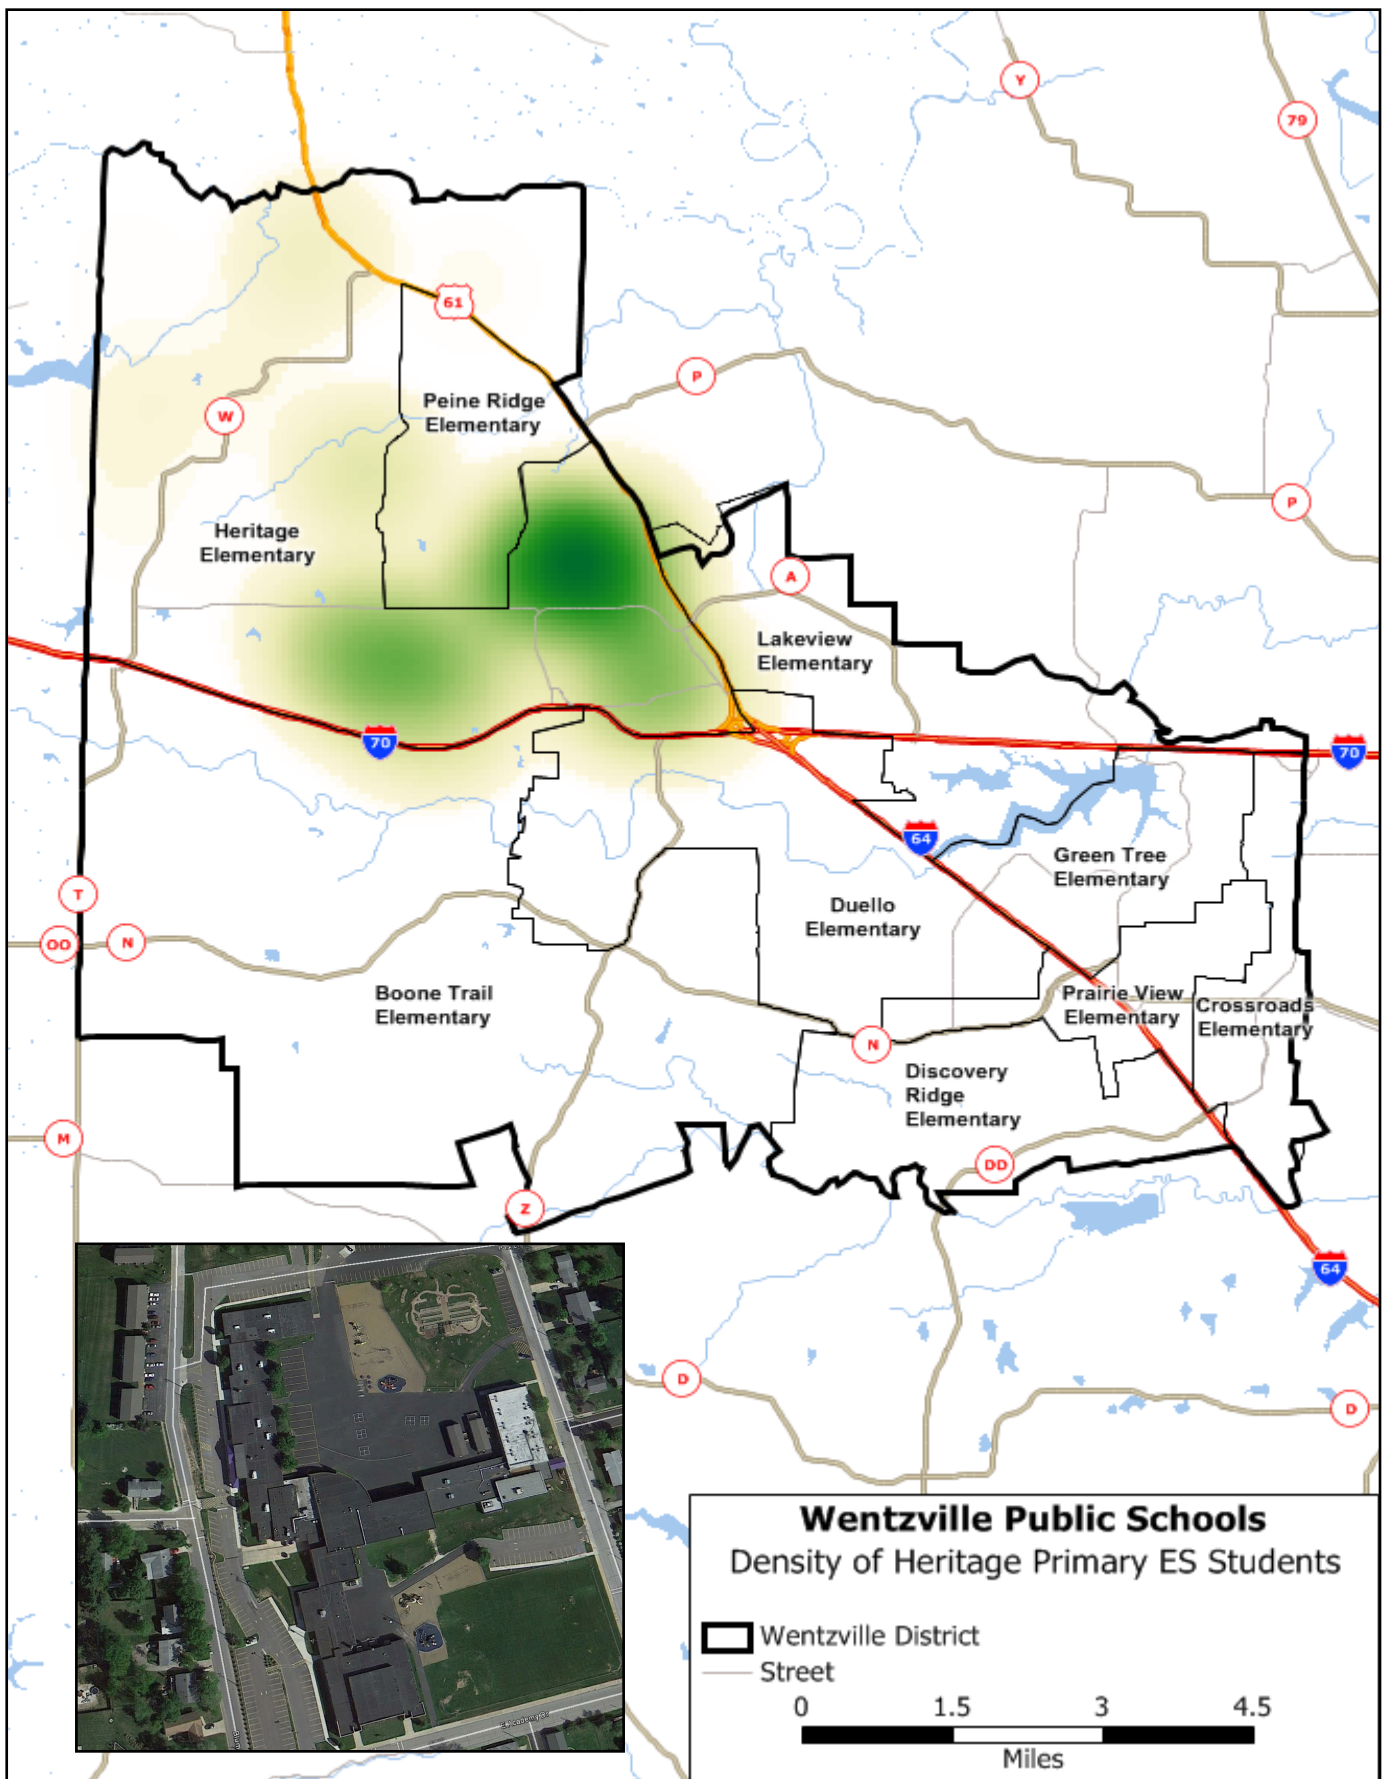 Y
79
61
P
W
Peine Ridge
Elementary
P
Heritage
Elementary
A
Lakeview
Elementary
70
70
64
Green Tree
Elementary
T
Duello
Elementary
OO
N
Boone Trail
Elementary
Prairie View
Elementary
Crossroads
Elementary
N
Discovery
Ridge
Elementary
M
DD
Z
64
D
D
E Academy Dr
Wentzville Public Schools
Density of Heritage Primary ES Students
Wentzville District
Street
0 1.5 3 4.5
Miles